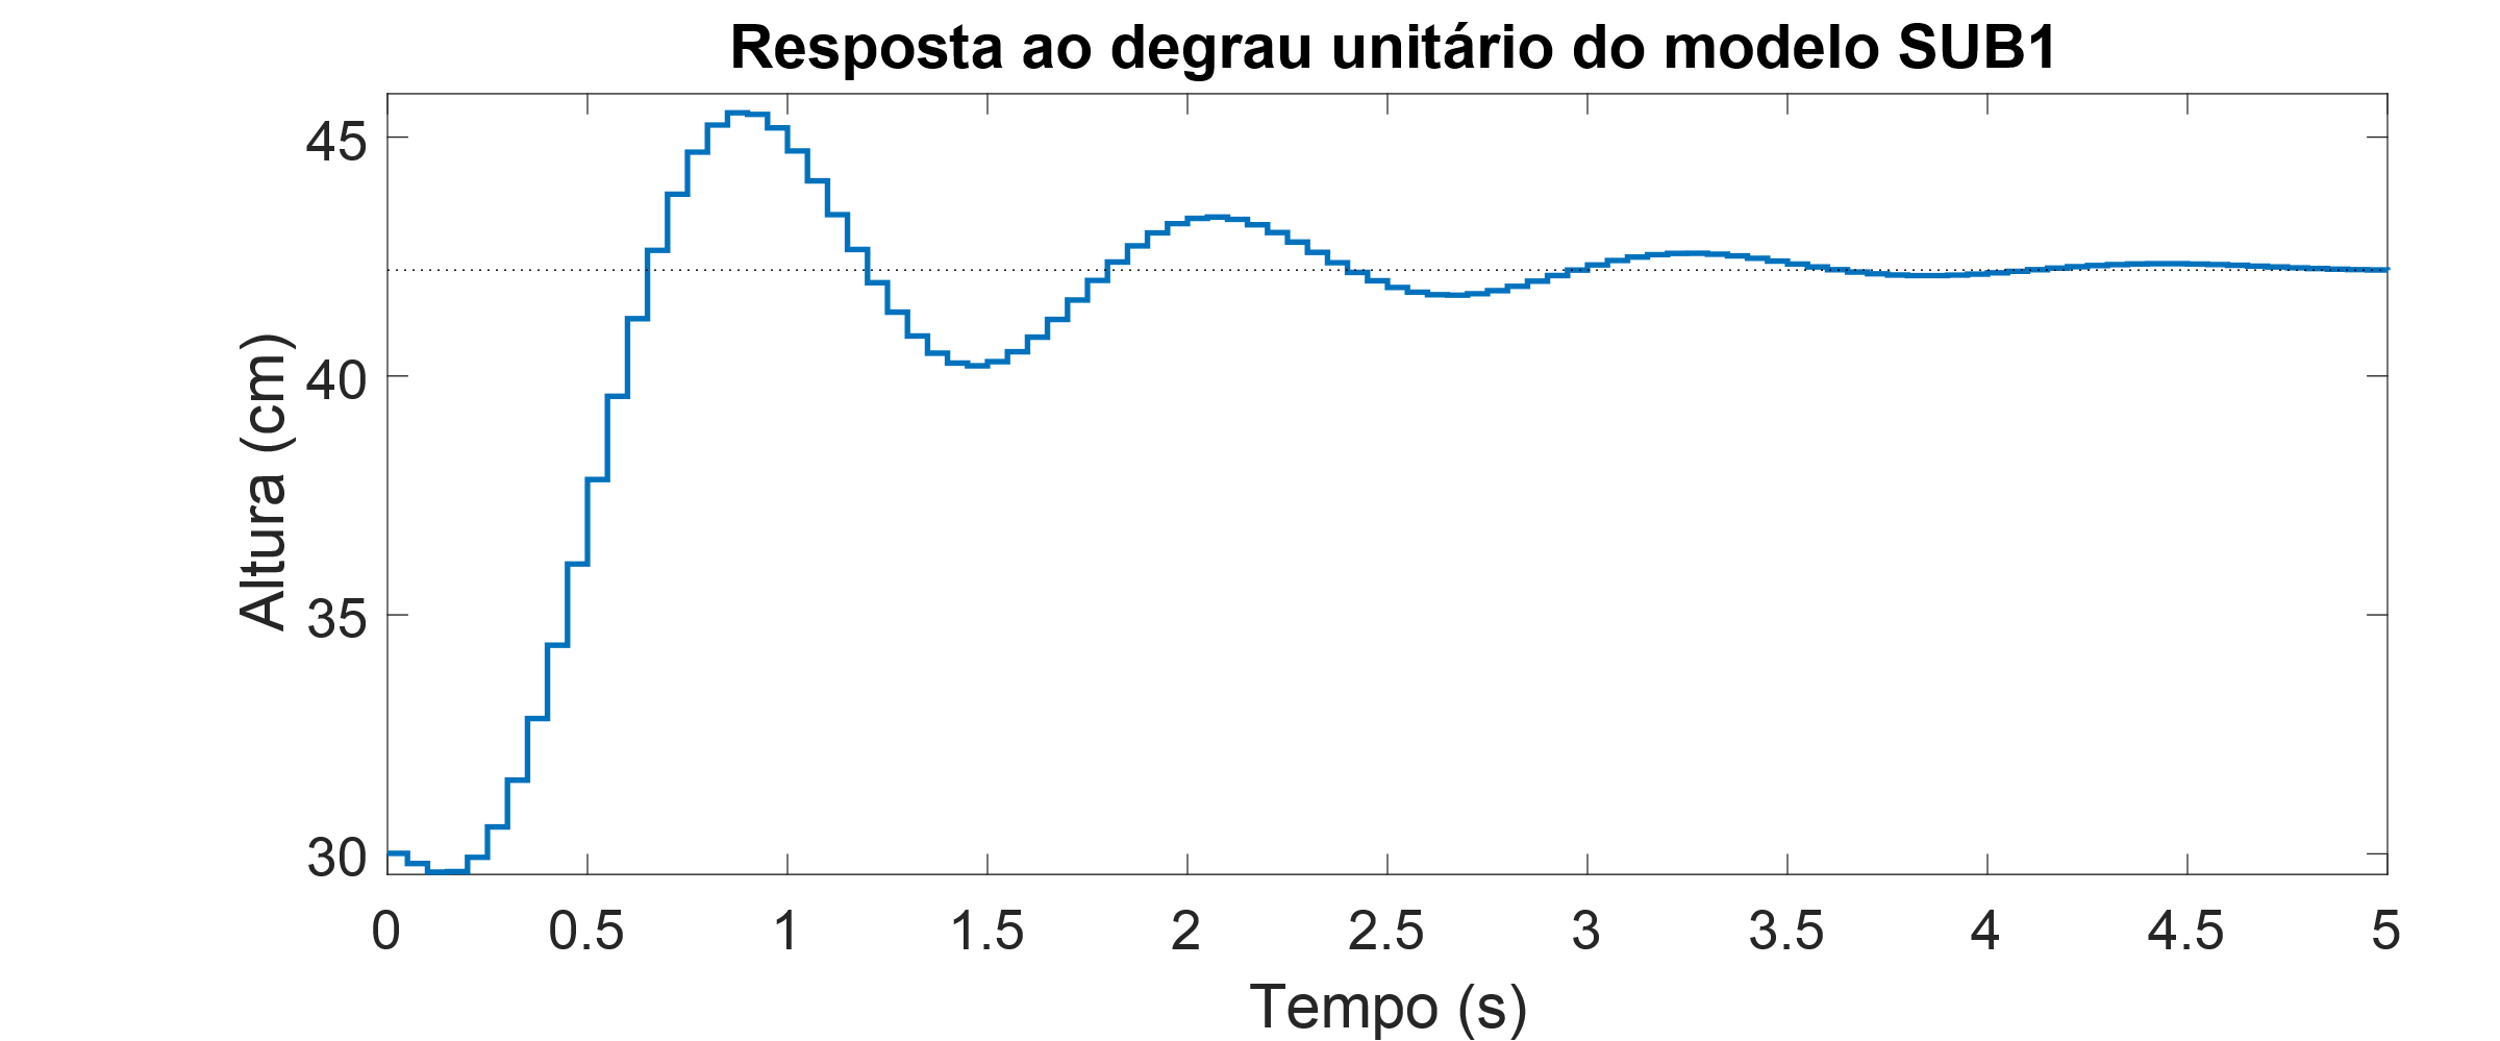 Resposta ao degrau unitário do modelo SUB1
45
40
35
30
Altura (cm)
0 0.5 1 1.5 2 2.5 3 3.5 4 4.5 5
Tempo (s)